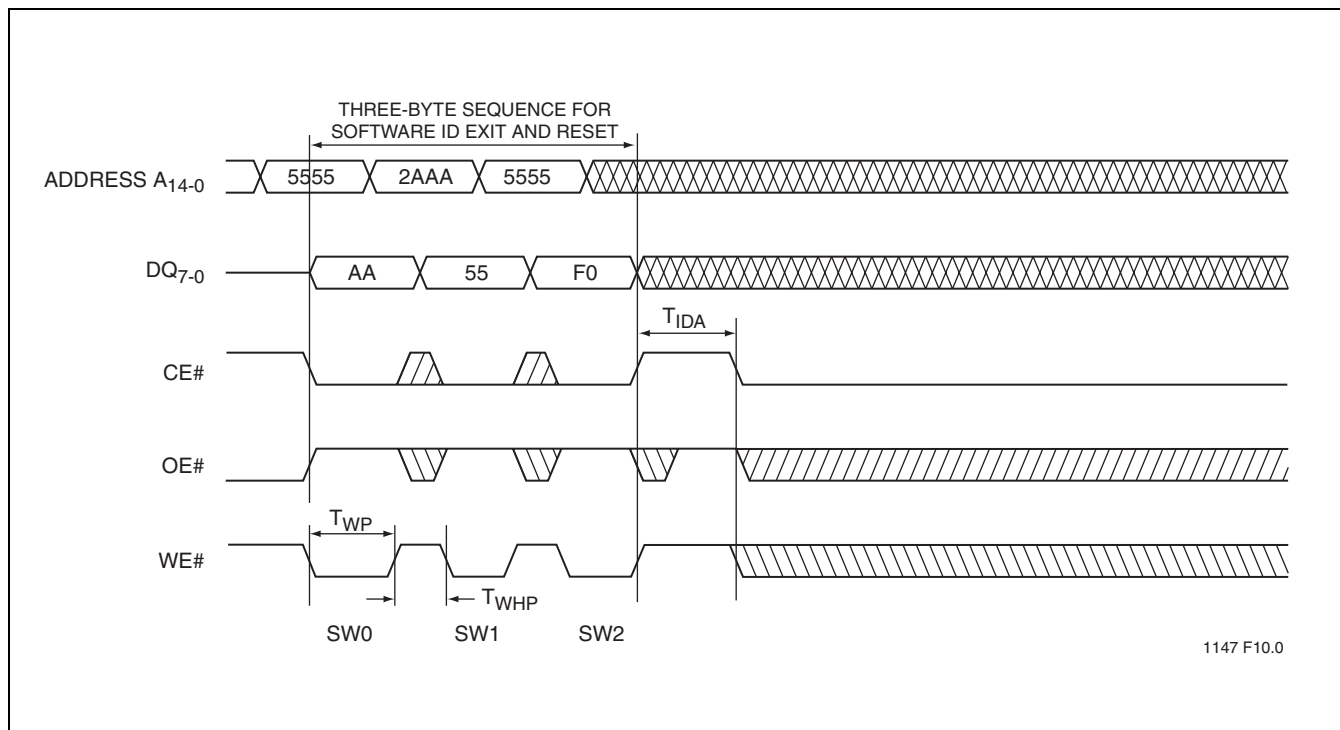 THREE-BYTE SEQUENCE FOR
SOFTWARE ID EXIT AND RESET
ADDRESS A14-0
5555
2AAA
5555
DQ7-0
AA
55
F0
TIDA
CE#
OE#
TWP
WE#
TWHP
SW0
SW1
SW2
1147 F10.0